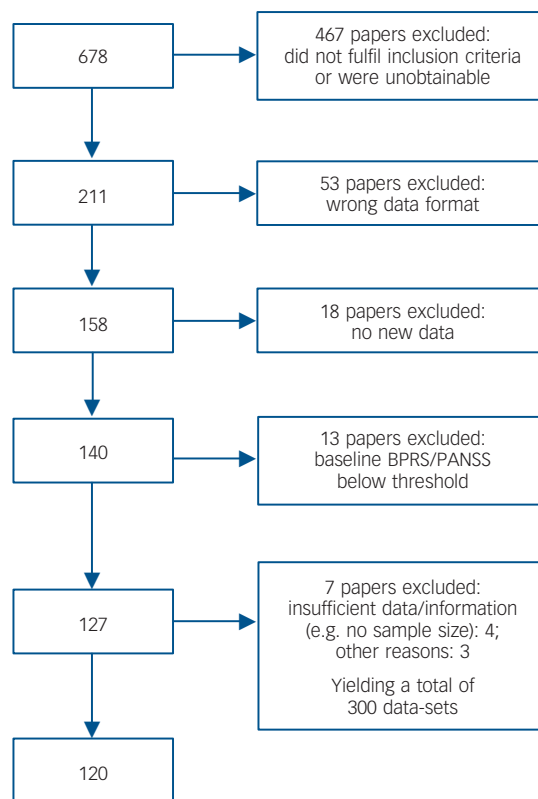 678
467 papers excluded:
did not fulfil inclusion criteria
or were unobtainable
211
53 papers excluded:
wrong data format
158
18 papers excluded:
no new data
140
13 papers excluded:
baseline BPRS/PANSS
below threshold
127
7 papers excluded:
insufficient data/information
(e.g. no sample size): 4;
other reasons: 3
Yielding a total of
300 data-sets
120